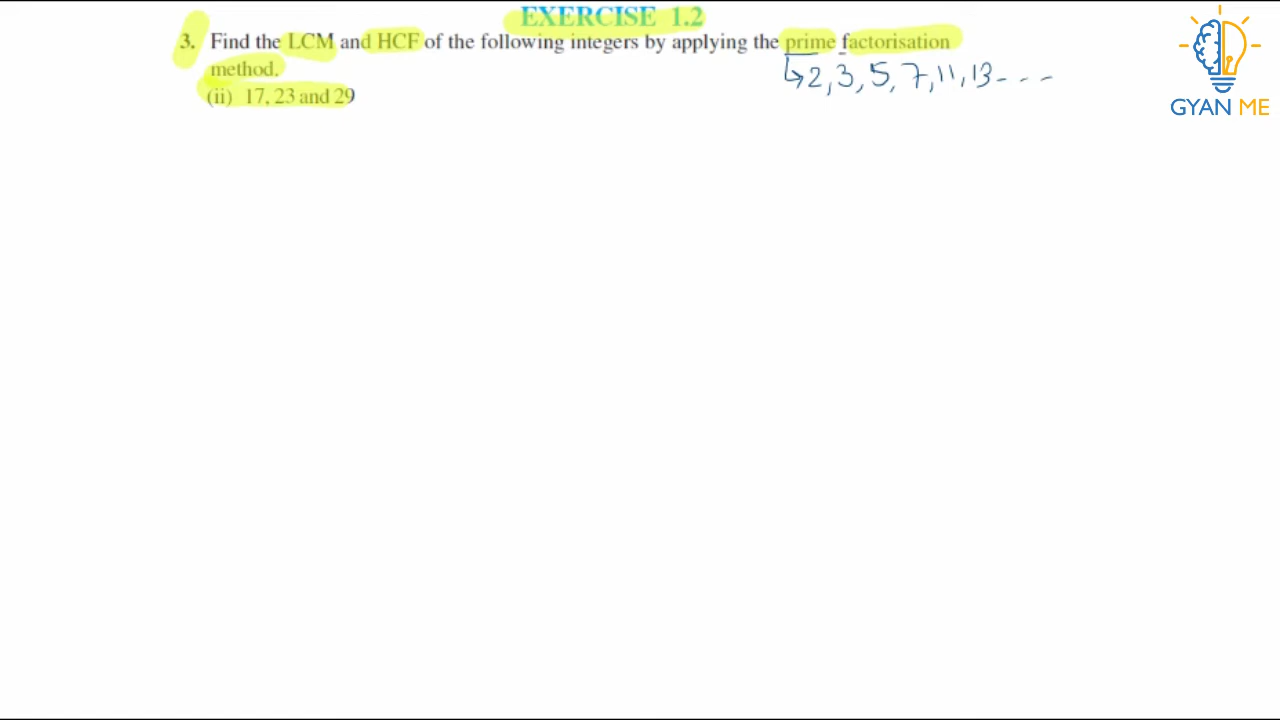 EXERCISE 1.2
3. Find the LCM and HCF of the following integers by applying the prime factorisation
method.
2, 3, 5, 7, 11, 13 - - -
(ii) 17, 23 and 29
GYAN ME